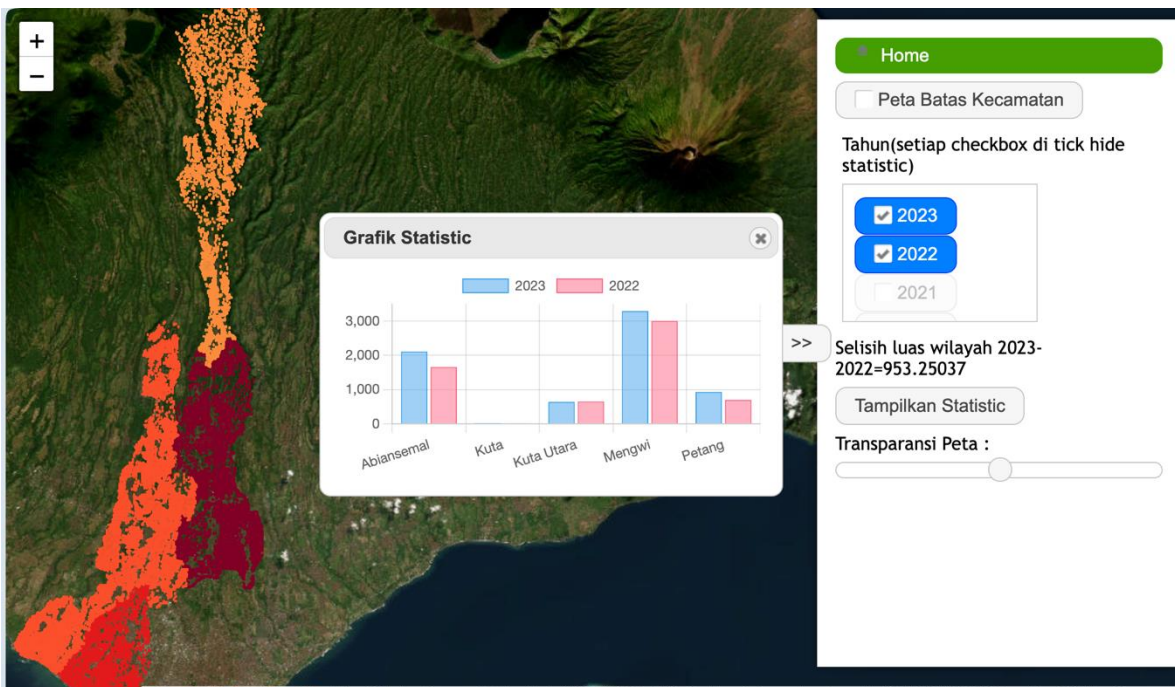 +
−
Home
Peta Batas Kecamatan
Tahun(setiap checkbox di tick hide
statistic)
2023
2022
2021
Grafik Statistic
2023 2022
3,000
2,000
1,000
0
Abiansemal Kuta Kuta Utara Mengwi Petang
>>
Selisih luas wilayah 2023-
2022=953.25037
Tampilkan Statistic
Transparansi Peta :